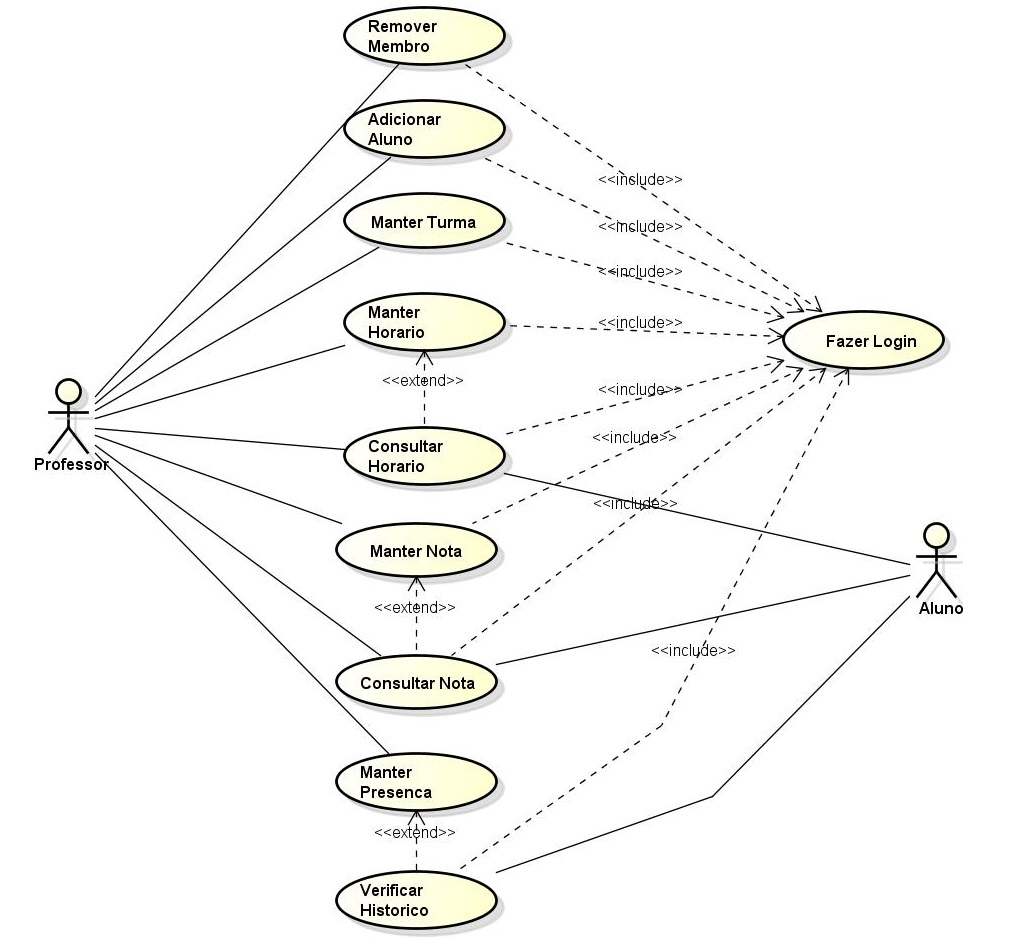 Remover
Membro
Adicionar
Aluno
<<include>>
Manter Turma
<<include>>
<<include>>
Manter
Horario
<<include>>
Fazer Login
<<extend>>
<<include>>
Consultar
Horario
<<include>>
Professor
<<include>>
Manter Nota
<<extend>>
Aluno
<<include>>
Consultar Nota
Manter
Presenca
<<extend>>
Verificar
Historico